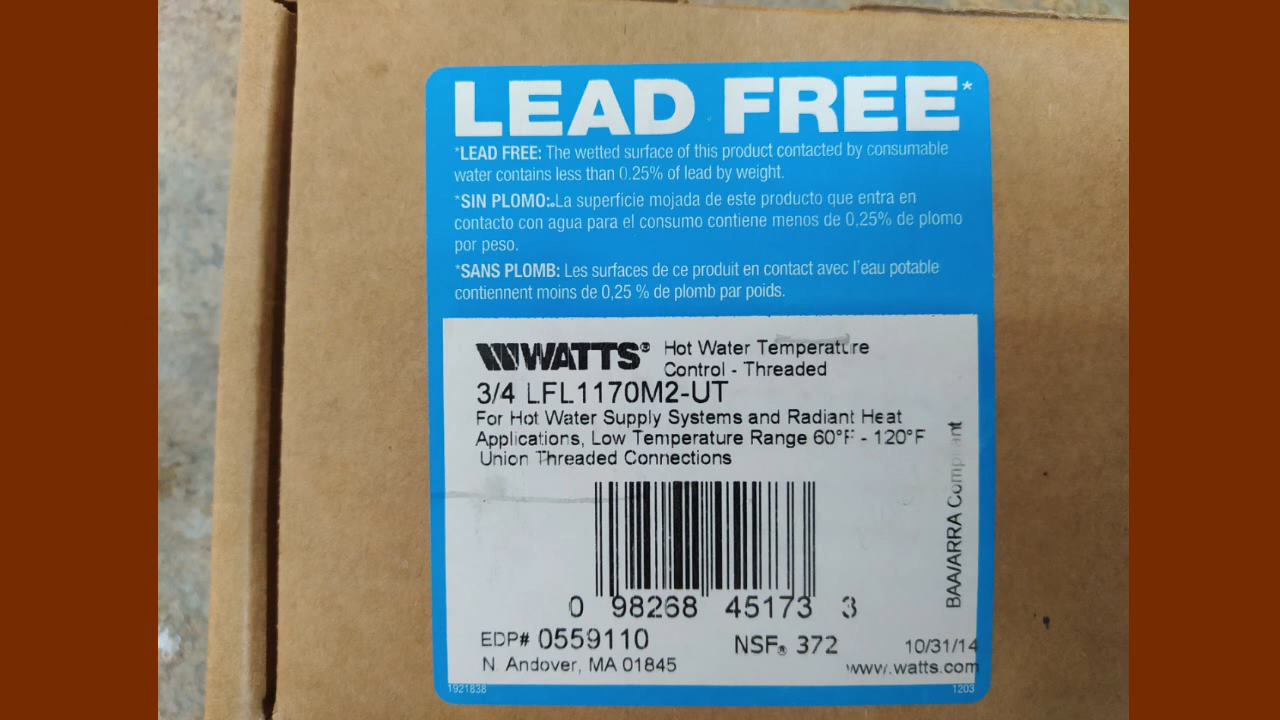 LEAD FREE*
*LEAD FREE: The wetted surface of this product contacted by consumable
water contains less than 0.25% of lead by weight.
*SIN PLOMO: La superficie mojada de este producto que entra en
contacto con agua para el consumo contiene menos de 0,25% de plomo
por peso.
*SANS PLOMB: Les surfaces de ce produit en contact avec l'eau potable
contiennent moins de 0,25 % de plomb par poids.
WATTS® Hot Water Temperature
Control - Threaded
3/4 LFL1170M2-UT
For Hot Water Supply Systems and Radiant Heat
Applications, Low Temperature Range 60°F - 120°F
Union Threaded Connections
BAA/ARRA Compliant
0 98268 45173 3
EDP# 0559110 NSF® 372 10/31/14
N. Andover, MA 01845 www.watts.com
1921838 1203